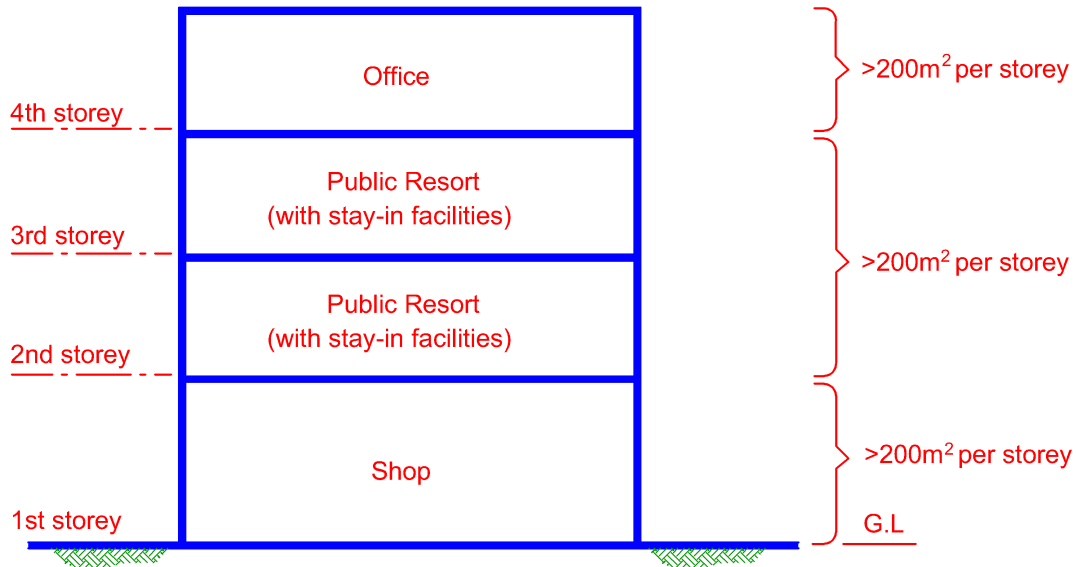 Office
>200m² per storey
4th storey
Public Resort
(with stay-in facilities)
3rd storey
>200m² per storey
Public Resort
(with stay-in facilities)
2nd storey
Shop
>200m² per storey
1st storey
G.L